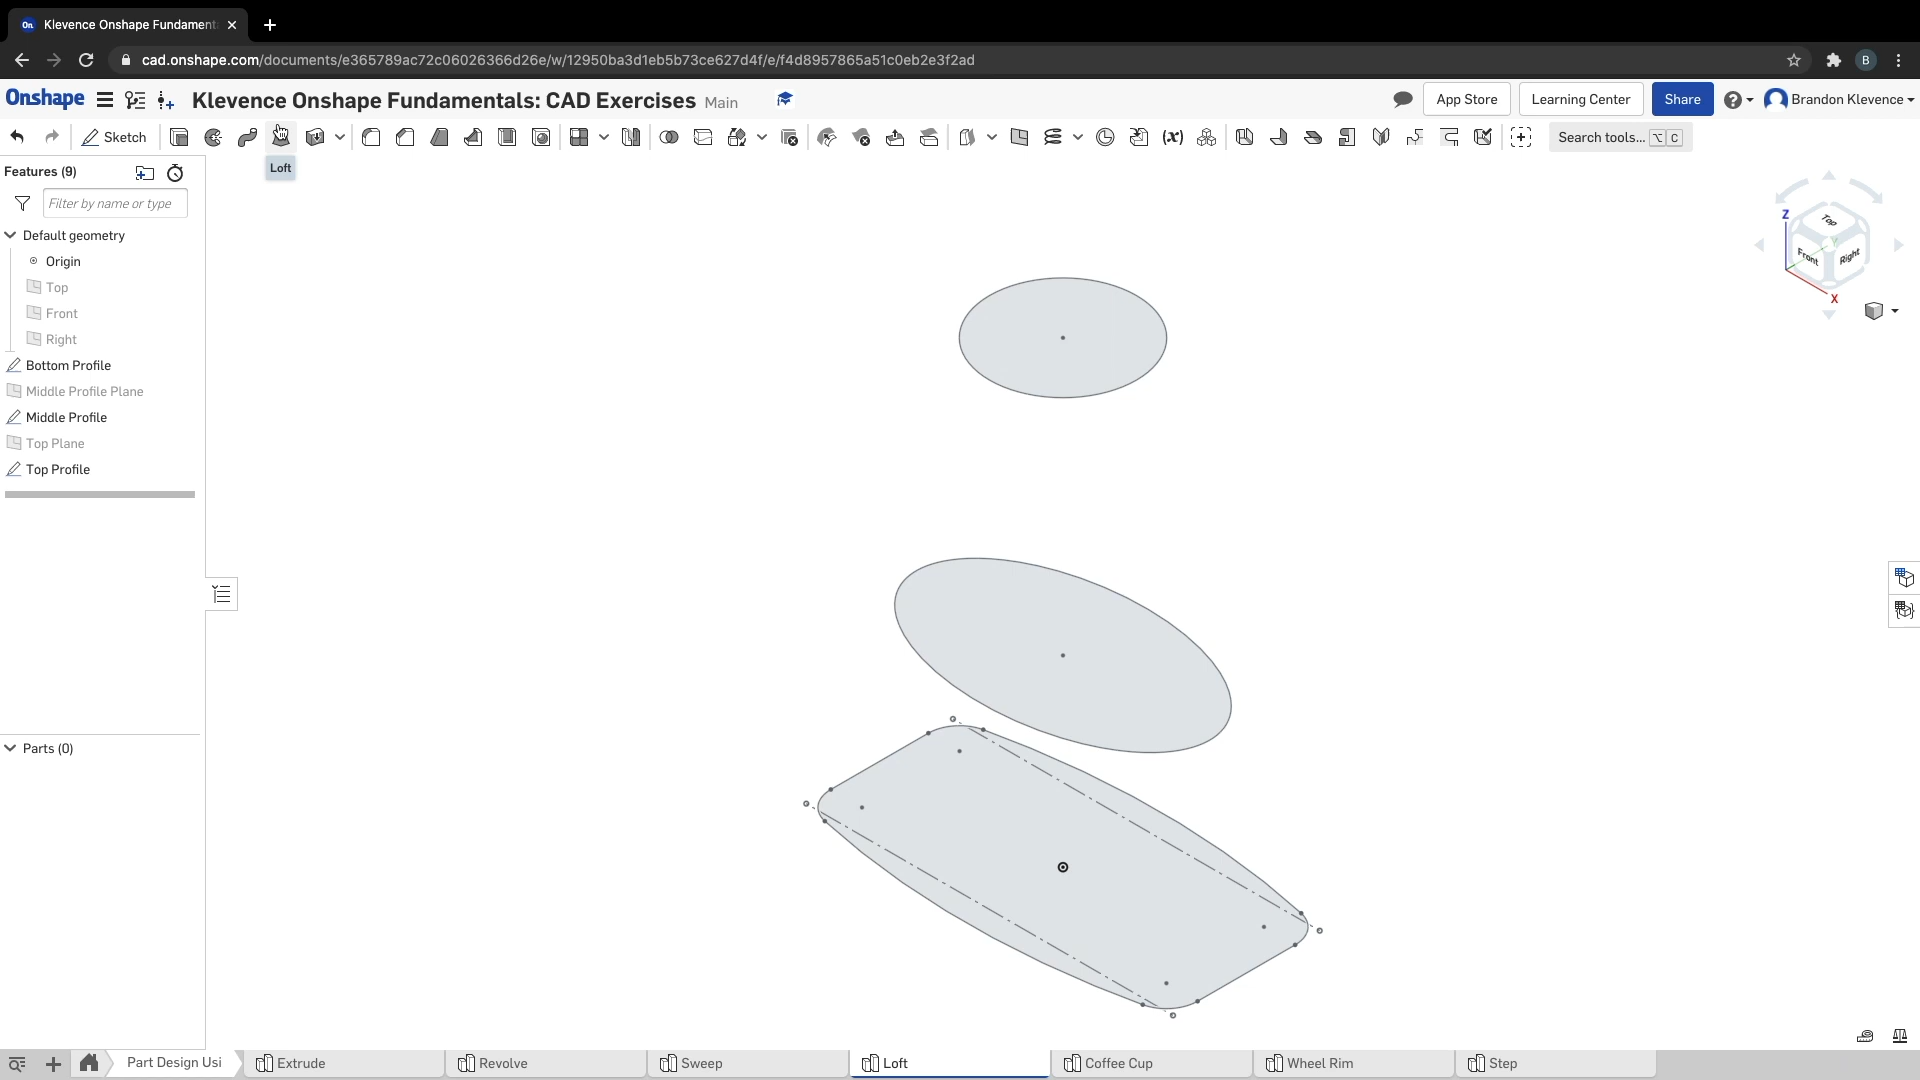 On
Klevence Onshape Fundament
cad.onshape.com/documents/e365789ac72c06026366d26e/w/12950ba3d1eb5b73ce627d4f/e/f4d8957865a51c0eb2e3f2ad
B
Onshape
Klevence Onshape Fundamentals: CAD Exercises Main
App Store
Learning Center
Share
Brandon Klevence
Sketch
(x)
Search tools... ⌥ C
Loft
Features (9)
Filter by name or type
Default geometry
Origin
Top
Front
Right
Bottom Profile
Middle Profile Plane
Middle Profile
Top Plane
Top Profile
Parts (0)
Z
Top
Y
Front
Right
X
Part Design Usi
Extrude
Revolve
Sweep
Loft
Coffee Cup
Wheel Rim
Step